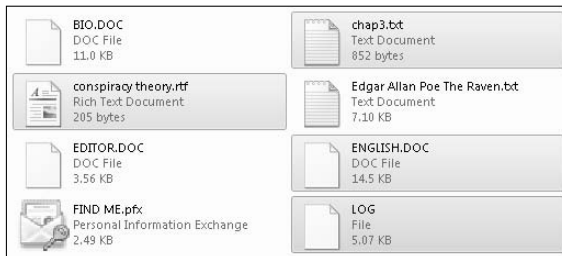 BIO.DOC
DOC File
11.0 KB
chap3.txt
Text Document
852 bytes
conspiracy theory.rtf
Rich Text Document
205 bytes
Edgar Allan Poe The Raven.txt
Text Document
7.10 KB
EDITOR.DOC
DOC File
3.56 KB
ENGLISH.DOC
DOC File
14.5 KB
FIND ME.pfx
Personal Information Exchange
2.49 KB
LOG
File
5.07 KB